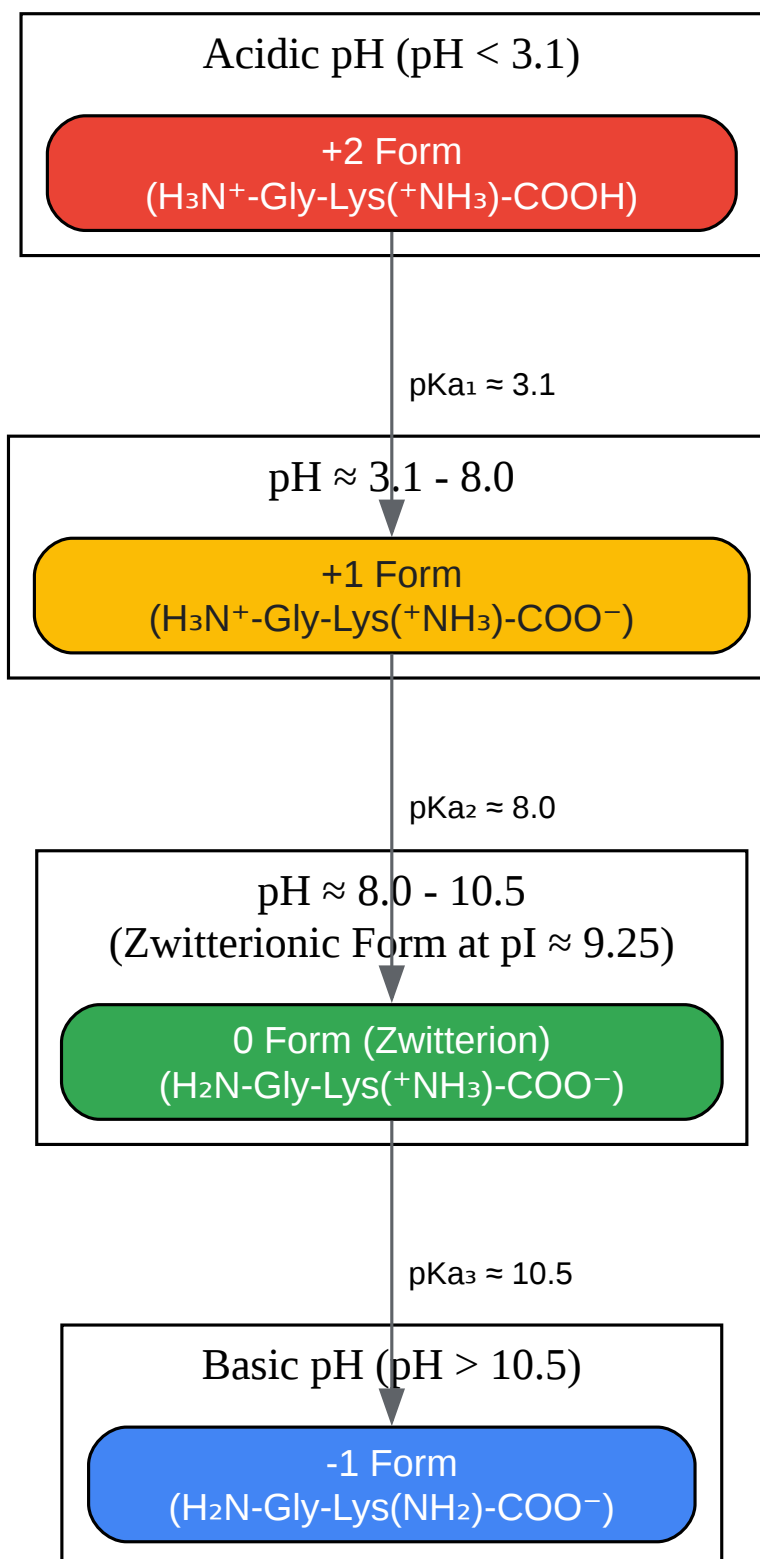 Acidic pH (pH < 3.1)
+2 Form
(H₃N⁺-Gly-Lys(⁺NH₃)-COOH)
pKa₁ ≈ 3.1
pH ≈ 3.1 - 8.0
+1 Form
(H₃N⁺-Gly-Lys(⁺NH₃)-COO⁻)
pKa₂ ≈ 8.0
pH ≈ 8.0 - 10.5
(Zwitterionic Form at pI ≈ 9.25)
0 Form (Zwitterion)
(H₂N-Gly-Lys(⁺NH₃)-COO⁻)
pKa₃ ≈ 10.5
Basic pH (pH > 10.5)
-1 Form
(H₂N-Gly-Lys(NH₂)-COO⁻)